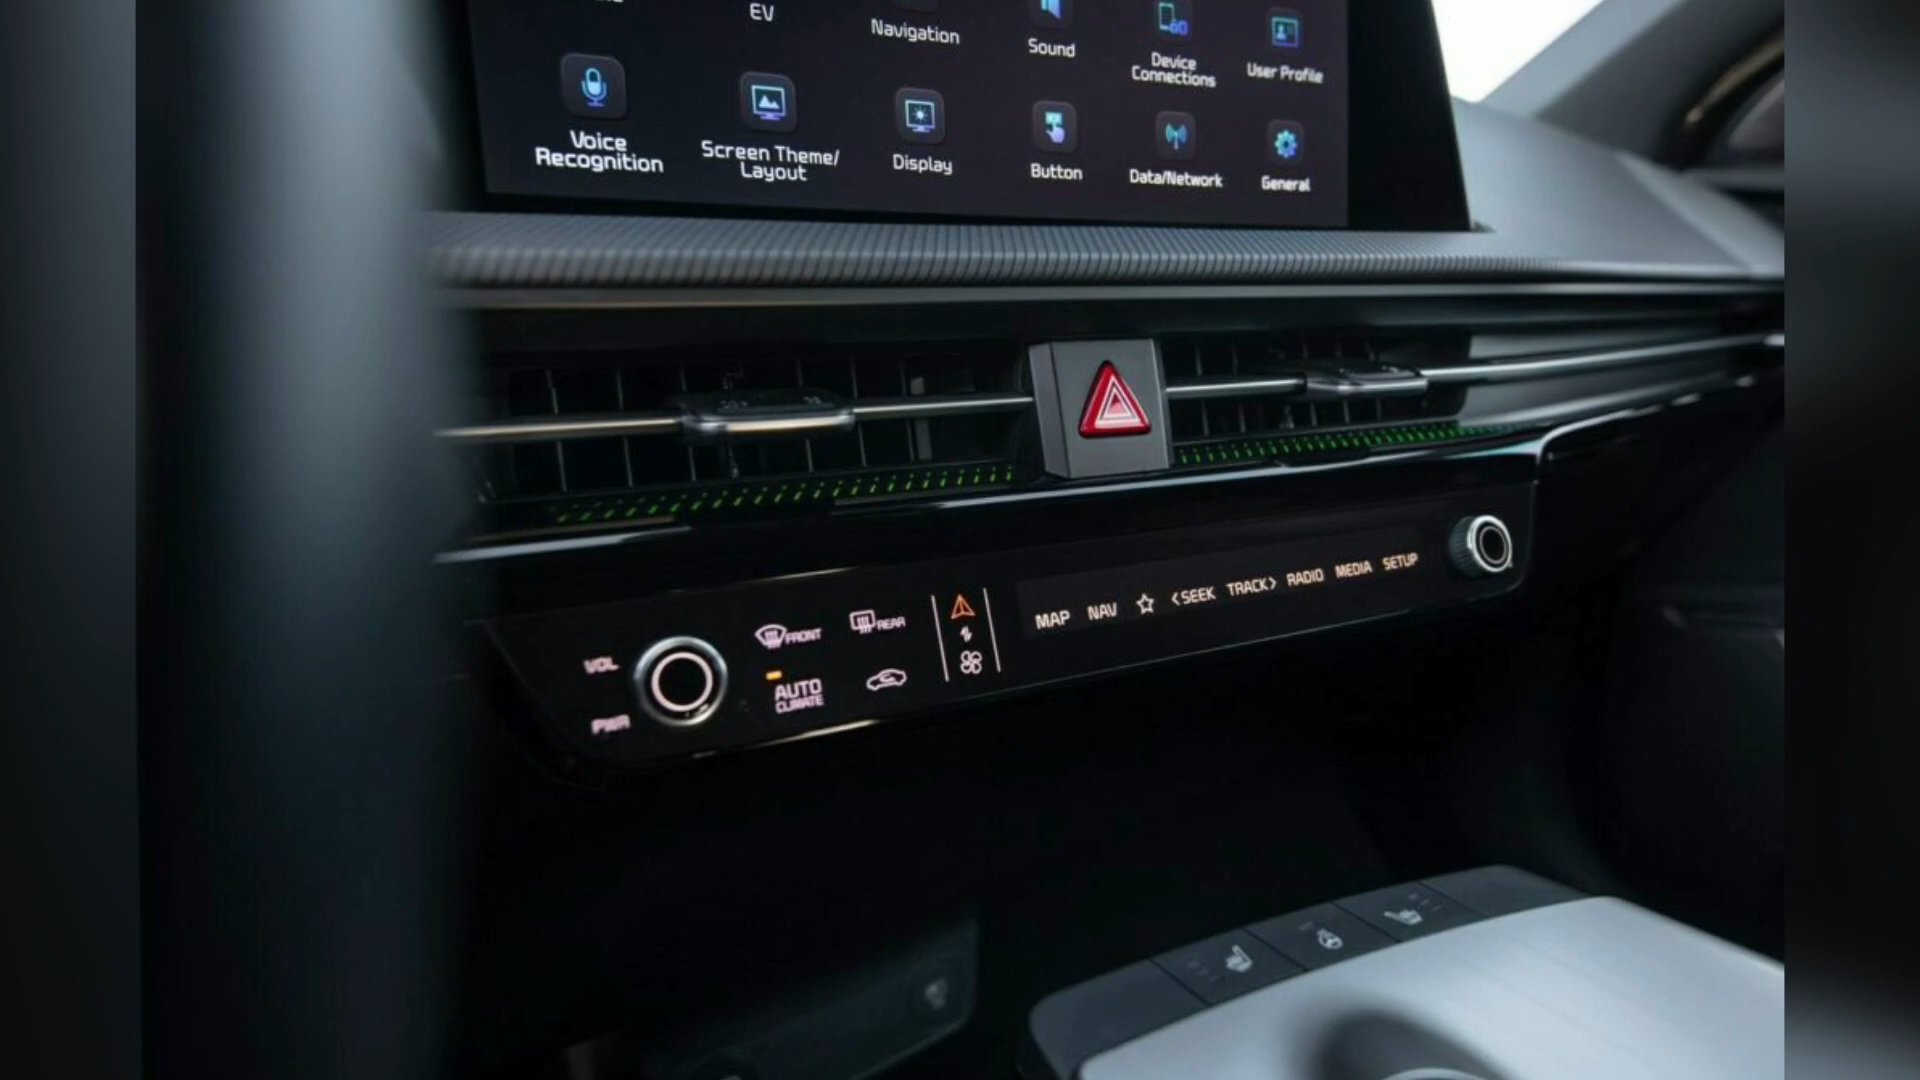 EV
Navigation
Sound
Device
Connections
User Profile
Voice
Recognition
Screen Theme/
Layout
Display
Button
Data/Network
General
MAP NAV ☆ <SEEK TRACK> RADIO MEDIA SETUP
VOL
FRONT
REAR
AUTO
CLIMATE
PWR